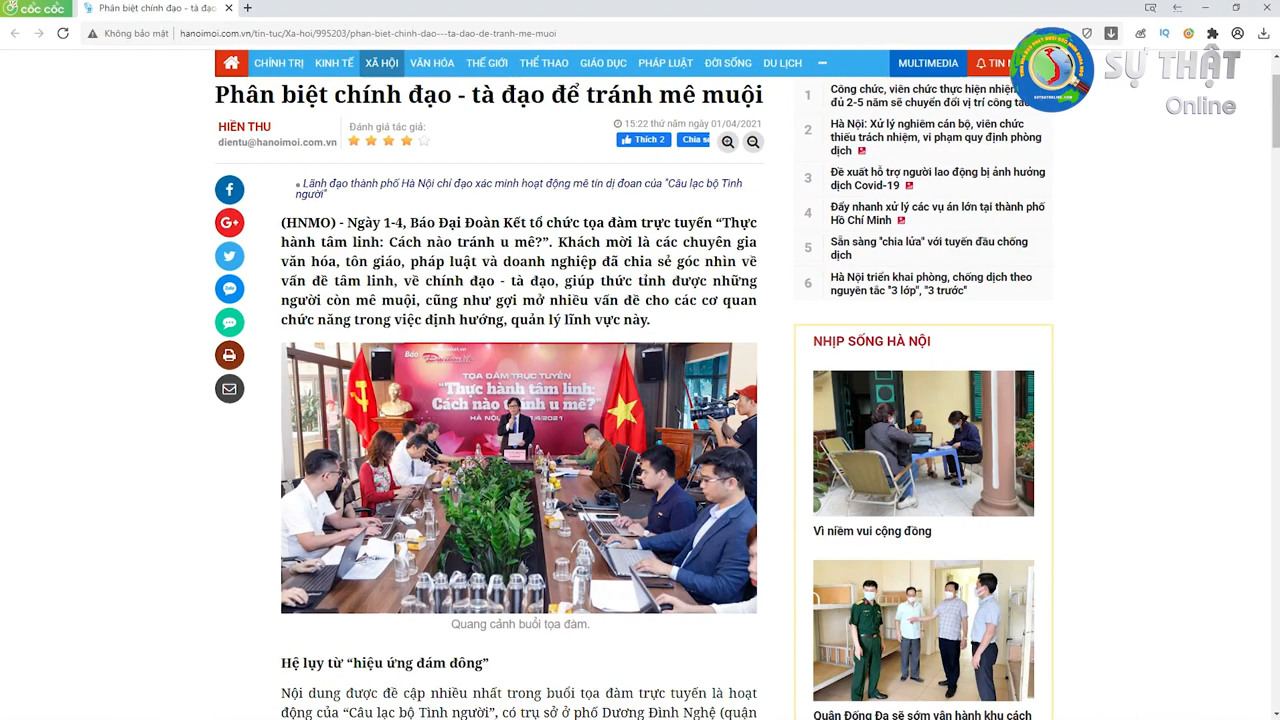 CỐC CỐC
Phân biệt chính đạo - tà đạo
Không bảo mật
hanoimoi.com.vn/tin-tuc/Xa-hoi/995203/phan-biet-chinh-dao---ta-dao-de-tranh-me-muoi
SỰ THẬT
Online
CHÍNH TRỊ KINH TẾ XÃ HỘI VĂN HÓA THẾ GIỚI THỂ THAO GIÁO DỤC PHÁP LUẬT ĐỜI SỐNG DU LỊCH MULTIMEDIA TIN
Phân biệt chính đạo - tà đạo để tránh mê muội
HIỀN THU
dientu@hanoimoi.com.vn
Đánh giá tác giả:
15:22 thứ năm ngày 01/04/2021
Thích 2
Chia sẻ
Lãnh đạo thành phố Hà Nội chỉ đạo xác minh hoạt động mê tín dị đoan của "Câu lạc bộ Tình
người"
(HNMO) - Ngày 1-4, Báo Đại Đoàn Kết tổ chức tọa đàm trực tuyến “Thực
hành tâm linh: Cách nào tránh u mê?”. Khách mời là các chuyên gia
văn hóa, tôn giáo, pháp luật và doanh nghiệp đã chia sẻ góc nhìn về
vấn đề tâm linh, về chính đạo - tà đạo, giúp thức tỉnh được những
người còn mê muội, cũng như gợi mở nhiều vấn đề cho các cơ quan
chức năng trong việc định hướng, quản lý lĩnh vực này.
TỌA ĐÀM TRỰC TUYẾN
“Thực hành tâm linh:
Cách nào tránh u mê?”
Quang cảnh buổi tọa đàm.
Hệ lụy từ “hiệu ứng đám đông”
Nội dung được đề cập nhiều nhất trong buổi tọa đàm trực tuyến là hoạt
động của “Câu lạc bộ Tình người”, có trụ sở ở phố Dương Đình Nghệ (quận
1
Công chức, viên chức thực hiện nhiệm
đủ 2-5 năm sẽ chuyển đổi vị trí công tác
2
Hà Nội: Xử lý nghiêm cán bộ, viên chức
thiếu trách nhiệm, vi phạm quy định phòng
dịch
3
Đề xuất hỗ trợ người lao động bị ảnh hưởng
dịch Covid-19
4
Đẩy nhanh xử lý các vụ án lớn tại thành phố
Hồ Chí Minh
5
Sẵn sàng "chia lửa" với tuyến đầu chống
dịch
6
Hà Nội triển khai phòng, chống dịch theo
nguyên tắc "3 lớp", "3 trước"
NHỊP SỐNG HÀ NỘI
Vì niềm vui cộng đồng
Quận Đống Đa sẽ sớm vận hành khu cách